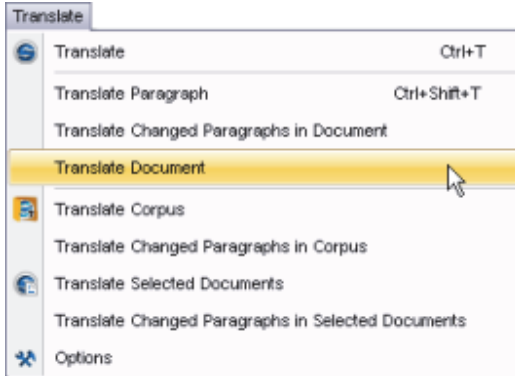 Translate
Translate Ctrl+T
Translate Paragraph Ctrl+Shift+T
Translate Changed Paragraphs in Document
Translate Document
Translate Corpus
Translate Changed Paragraphs in Corpus
Translate Selected Documents
Translate Changed Paragraphs in Selected Documents
Options